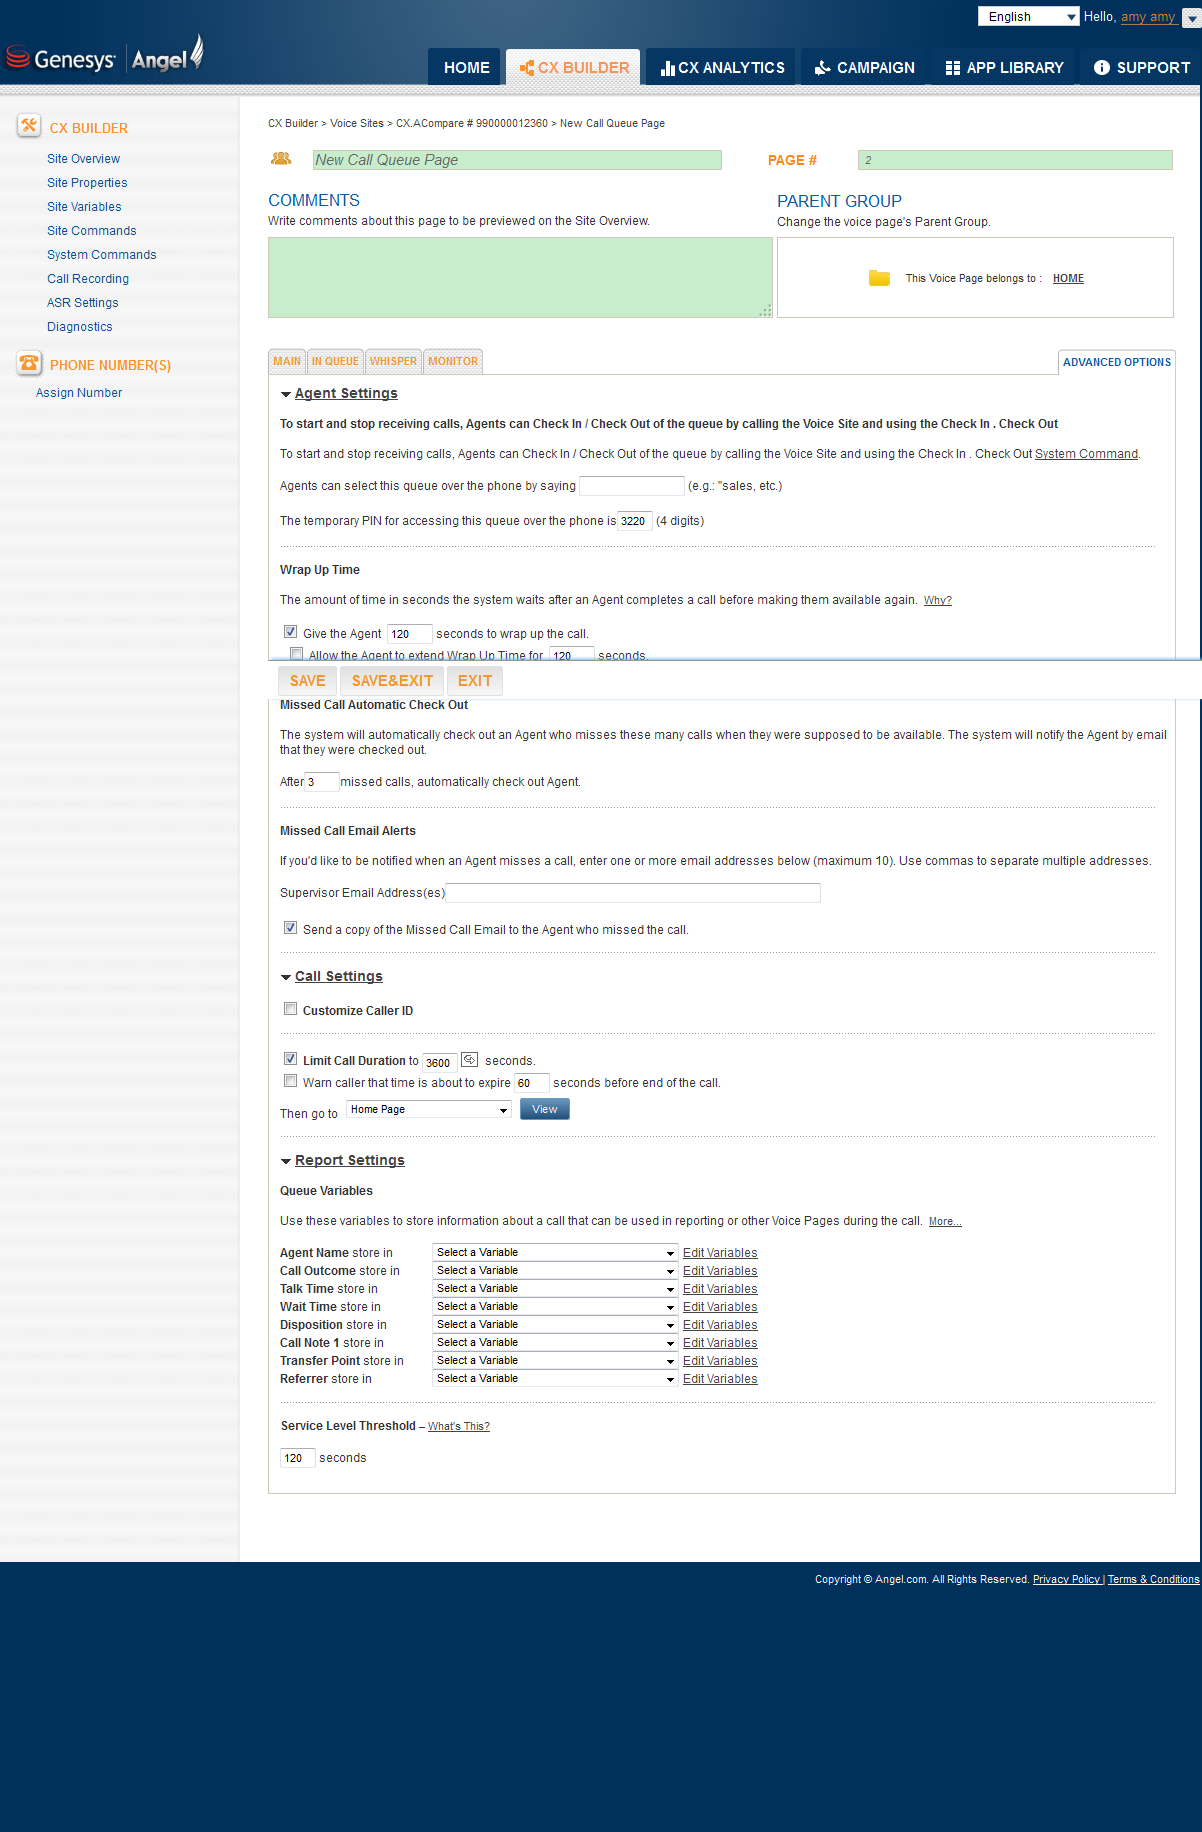 English
Hello, amy amy
Genesys | Angel
HOME
CX BUILDER
CX ANALYTICS
CAMPAIGN
APP LIBRARY
SUPPORT
CX BUILDER
Site Overview
Site Properties
Site Variables
Site Commands
System Commands
Call Recording
ASR Settings
Diagnostics
PHONE NUMBER(S)
Assign Number
CX Builder > Voice Sites > CX.ACompare # 990000012360 > New Call Queue Page
New Call Queue Page
PAGE #
2
COMMENTS
Write comments about this page to be previewed on the Site Overview.
PARENT GROUP
Change the voice page's Parent Group.
This Voice Page belongs to : HOME
MAIN
IN QUEUE
WHISPER
MONITOR
ADVANCED OPTIONS
Agent Settings
To start and stop receiving calls, Agents can Check In / Check Out of the queue by calling the Voice Site and using the Check In . Check Out
To start and stop receiving calls, Agents can Check In / Check Out of the queue by calling the Voice Site and using the Check In . Check Out System Command.
Agents can select this queue over the phone by saying (e.g.: "sales, etc.)
The temporary PIN for accessing this queue over the phone is 3220 (4 digits)
Wrap Up Time
The amount of time in seconds the system waits after an Agent completes a call before making them available again. Why?
Give the Agent 120 seconds to wrap up the call.
Allow the Agent to extend Wrap Up Time for 120 seconds.
SAVE
SAVE&EXIT
EXIT
Missed Call Automatic Check Out
The system will automatically check out an Agent who misses these many calls when they were supposed to be available. The system will notify the Agent by email
that they were checked out.
After 3 missed calls, automatically check out Agent.
Missed Call Email Alerts
If you'd like to be notified when an Agent misses a call, enter one or more email addresses below (maximum 10). Use commas to separate multiple addresses.
Supervisor Email Address(es)
Send a copy of the Missed Call Email to the Agent who missed the call.
Call Settings
Customize Caller ID
Limit Call Duration to 3600 seconds.
Warn caller that time is about to expire 60 seconds before end of the call.
Then go to Home Page View
Report Settings
Queue Variables
Use these variables to store information about a call that can be used in reporting or other Voice Pages during the call. More...
Agent Name store in Select a Variable Edit Variables
Call Outcome store in Select a Variable Edit Variables
Talk Time store in Select a Variable Edit Variables
Wait Time store in Select a Variable Edit Variables
Disposition store in Select a Variable Edit Variables
Call Note 1 store in Select a Variable Edit Variables
Transfer Point store in Select a Variable Edit Variables
Referrer store in Select a Variable Edit Variables
Service Level Threshold – What's This?
120 seconds
Copyright © Angel.com. All Rights Reserved. Privacy Policy | Terms & Conditions